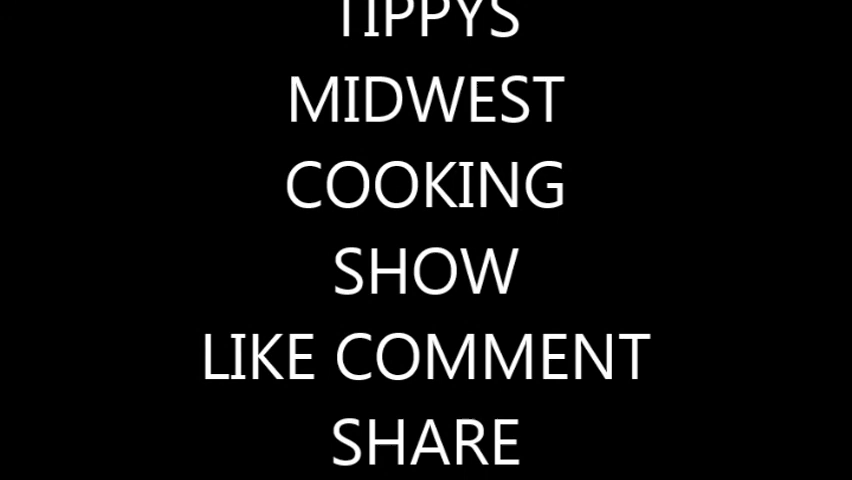 TIPPYS
MIDWEST
COOKING
SHOW
LIKE COMMENT
SHARE